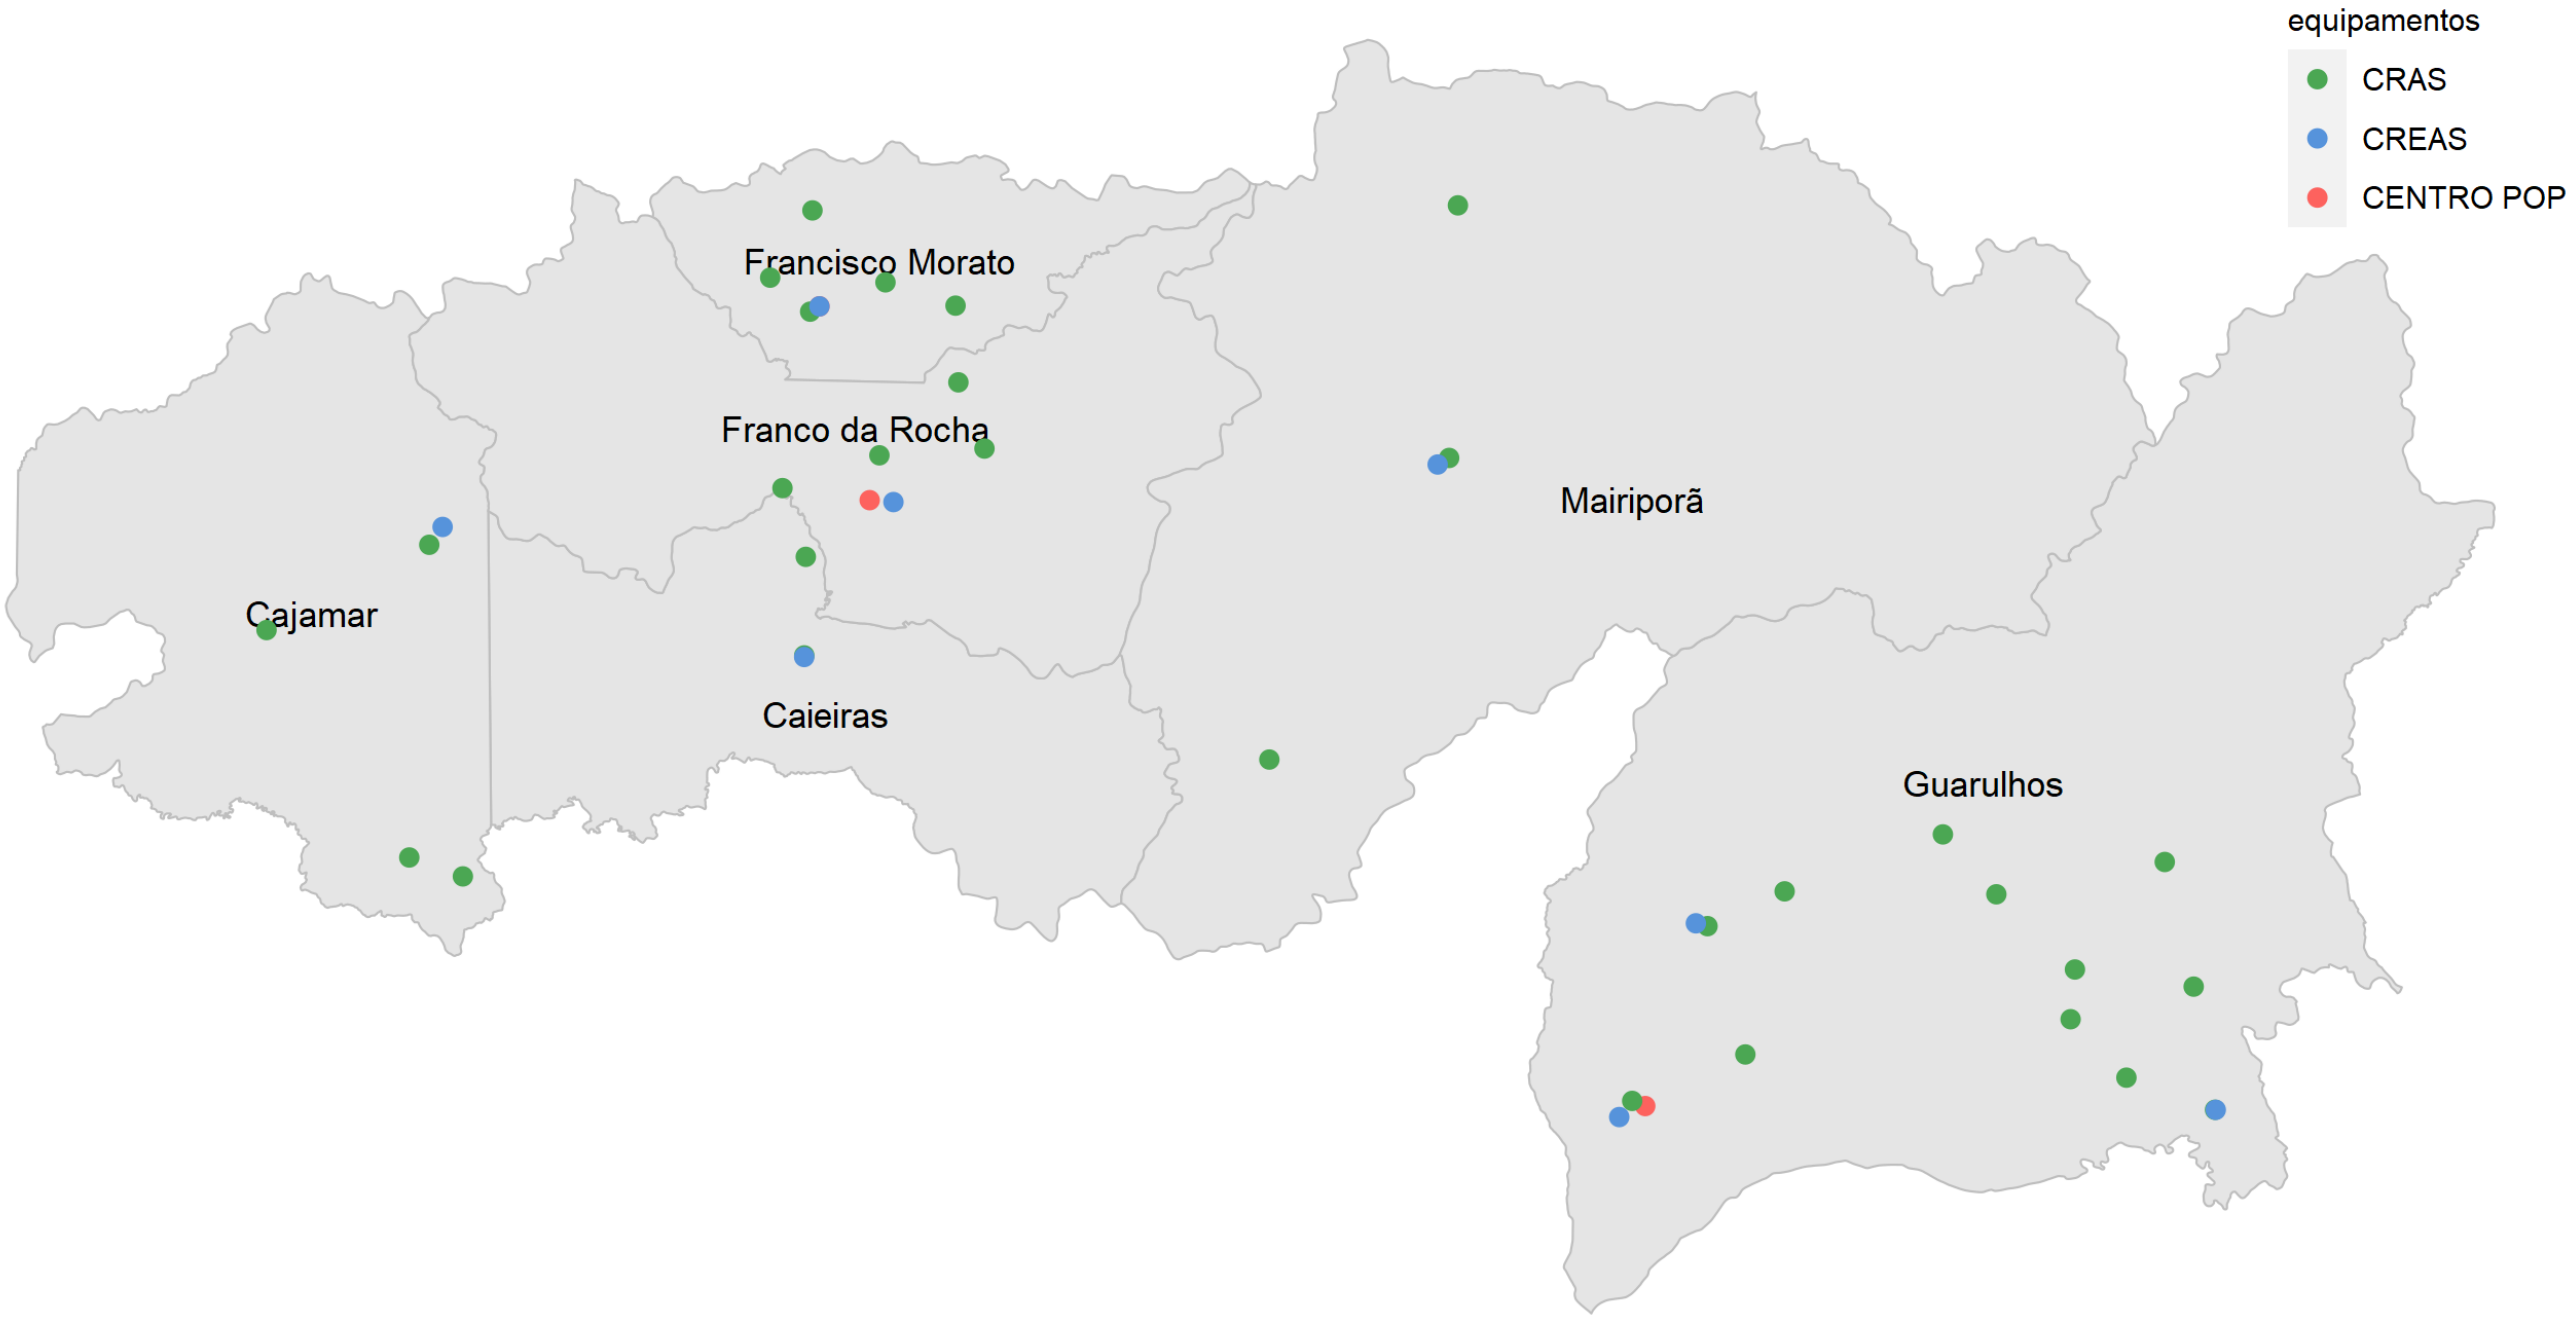 equipamentos
CRAS
CREAS
CENTRO POP
Francisco Morato
Franco da Rocha
Mairiporã
Cajamar
Caieiras
Guarulhos